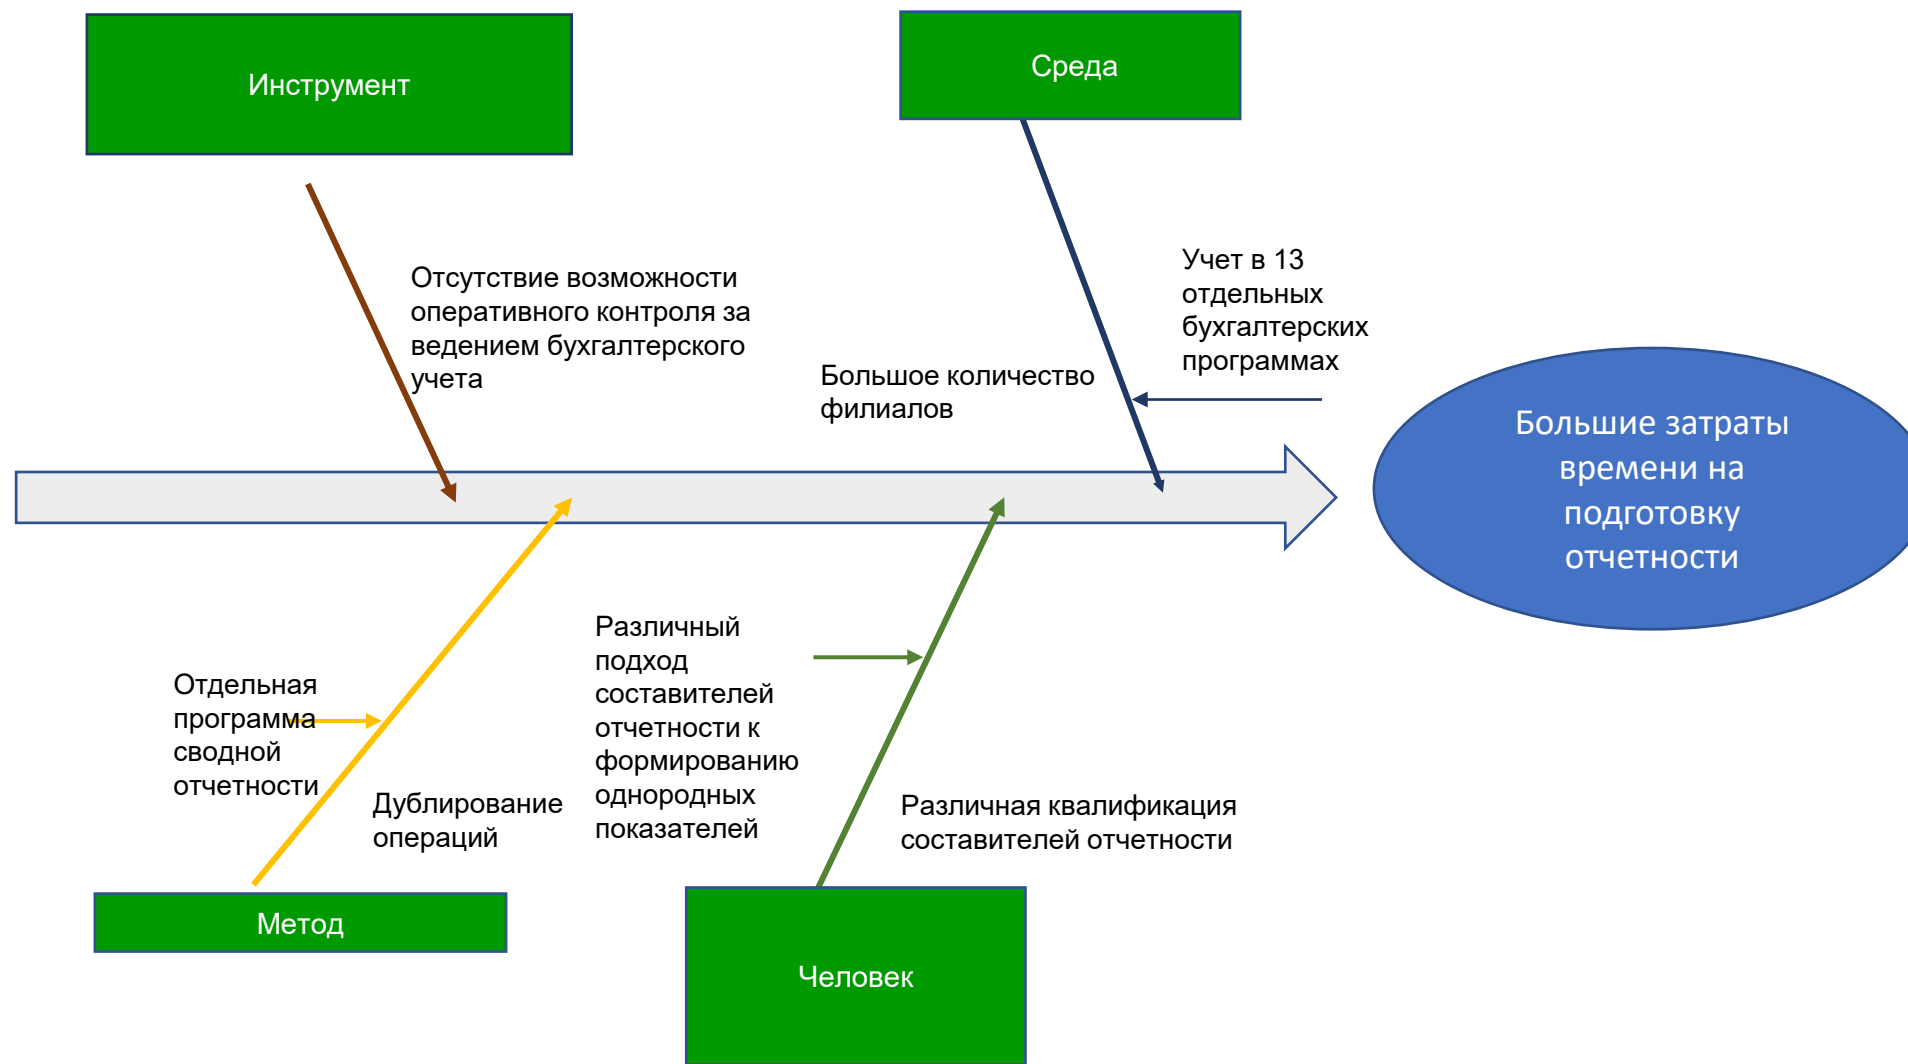 Инструмент
Среда
Отсутствие возможности
оперативного контроля за
ведением бухгалтерского
учета
Большое количество
филиалов
Учет в 13
отдельных
бухгалтерских
программах
Большие затраты
времени на
подготовку
отчетности
Отдельная
программа
сводной
отчетности
Дублирование
операций
Различный
подход
составителей
отчетности к
формированию
однородных
показателей
Различная квалификация
составителей отчетности
Метод
Человек